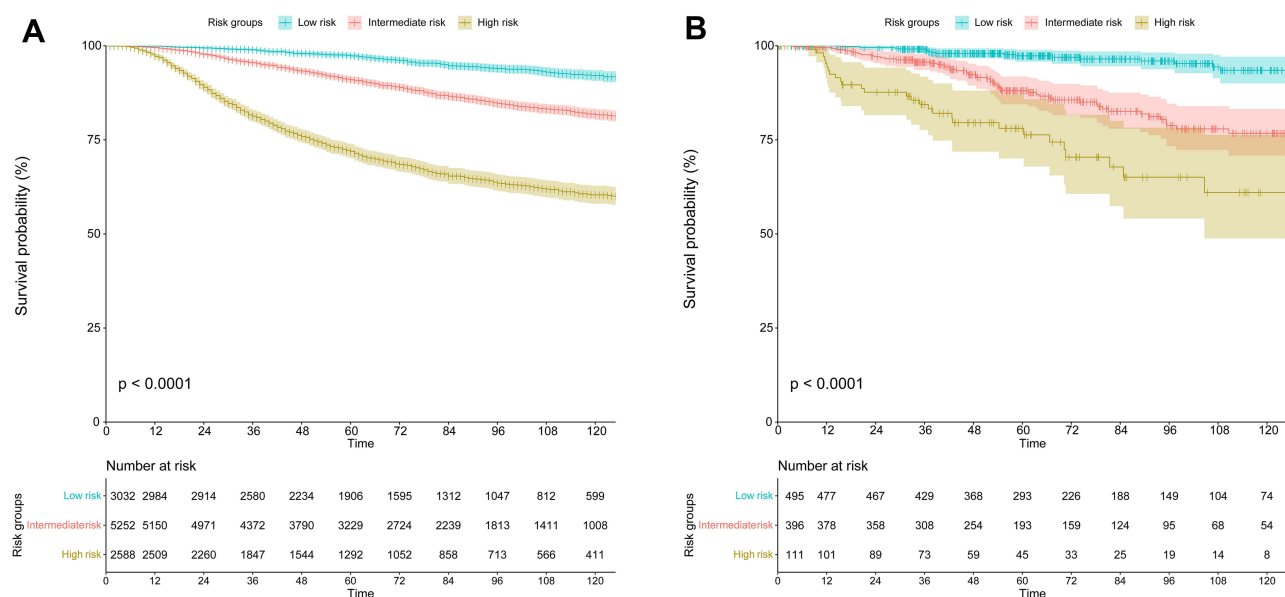 A
Risk groups Low risk Intermediate risk High risk
100
75
50
25
0
Survival probability (%)
p < 0.0001
0 12 24 36 48 60 72 84 96 108 120
Time
Number at risk
Risk groups
Low risk 3032 2984 2914 2580 2234 1906 1595 1312 1047 812 599
Intermediaterisk 5252 5150 4971 4372 3790 3229 2724 2239 1813 1411 1008
High risk 2588 2509 2260 1847 1544 1292 1052 858 713 566 411
0 12 24 36 48 60 72 84 96 108 120
Time
B
Risk groups Low risk Intermediate risk High risk
100
75
50
25
0
Survival probability (%)
p < 0.0001
0 12 24 36 48 60 72 84 96 108 120
Time
Number at risk
Risk groups
Low risk 495 477 467 429 368 293 226 188 149 104 74
Intermediaterisk 396 378 358 308 254 193 159 124 95 68 54
High risk 111 101 89 73 59 45 33 25 19 14 8
0 12 24 36 48 60 72 84 96 108 120
Time